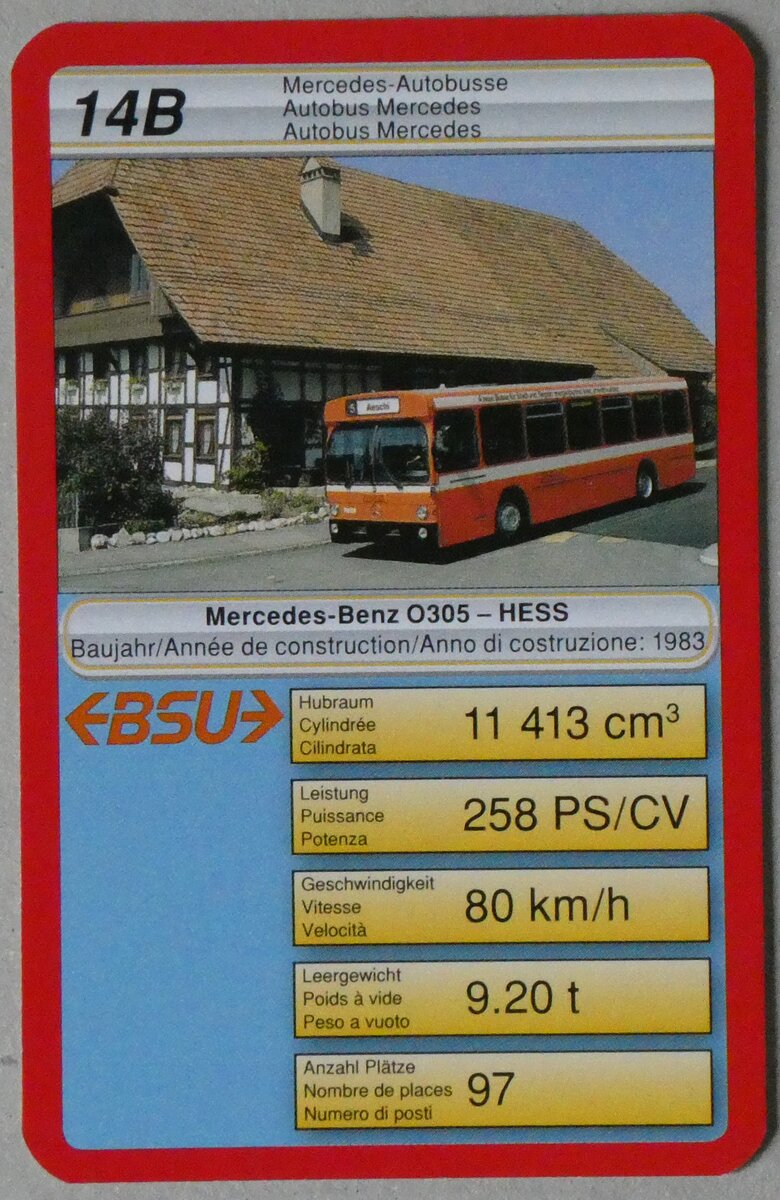 14B
Mercedes-Autobusse
Autobus Mercedes
Autobus Mercedes
3 Aeschi
Mercedes-Benz O305 – HESS
Baujahr/Année de construction/Anno di costruzione: 1983
BSU
Hubraum
Cylindrée
Cilindrata
11 413 cm³
Leistung
Puissance
Potenza
258 PS/CV
Geschwindigkeit
Vitesse
Velocità
80 km/h
Leergewicht
Poids à vide
Peso a vuoto
9.20 t
Anzahl Plätze
Nombre de places
Numero di posti
97